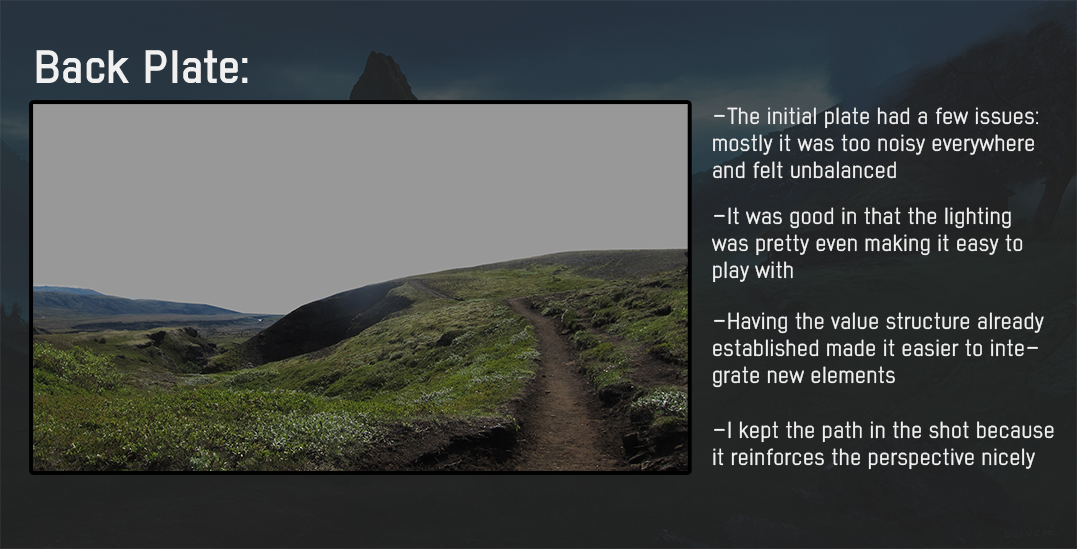 Back Plate:
–The initial plate had a few issues:
mostly it was too noisy everywhere
and felt unbalanced
–It was good in that the lighting
was pretty even making it easy to
play with
–Having the value structure already
established made it easier to inte–
grate new elements
–I kept the path in the shot because
it reinforces the perspective nicely